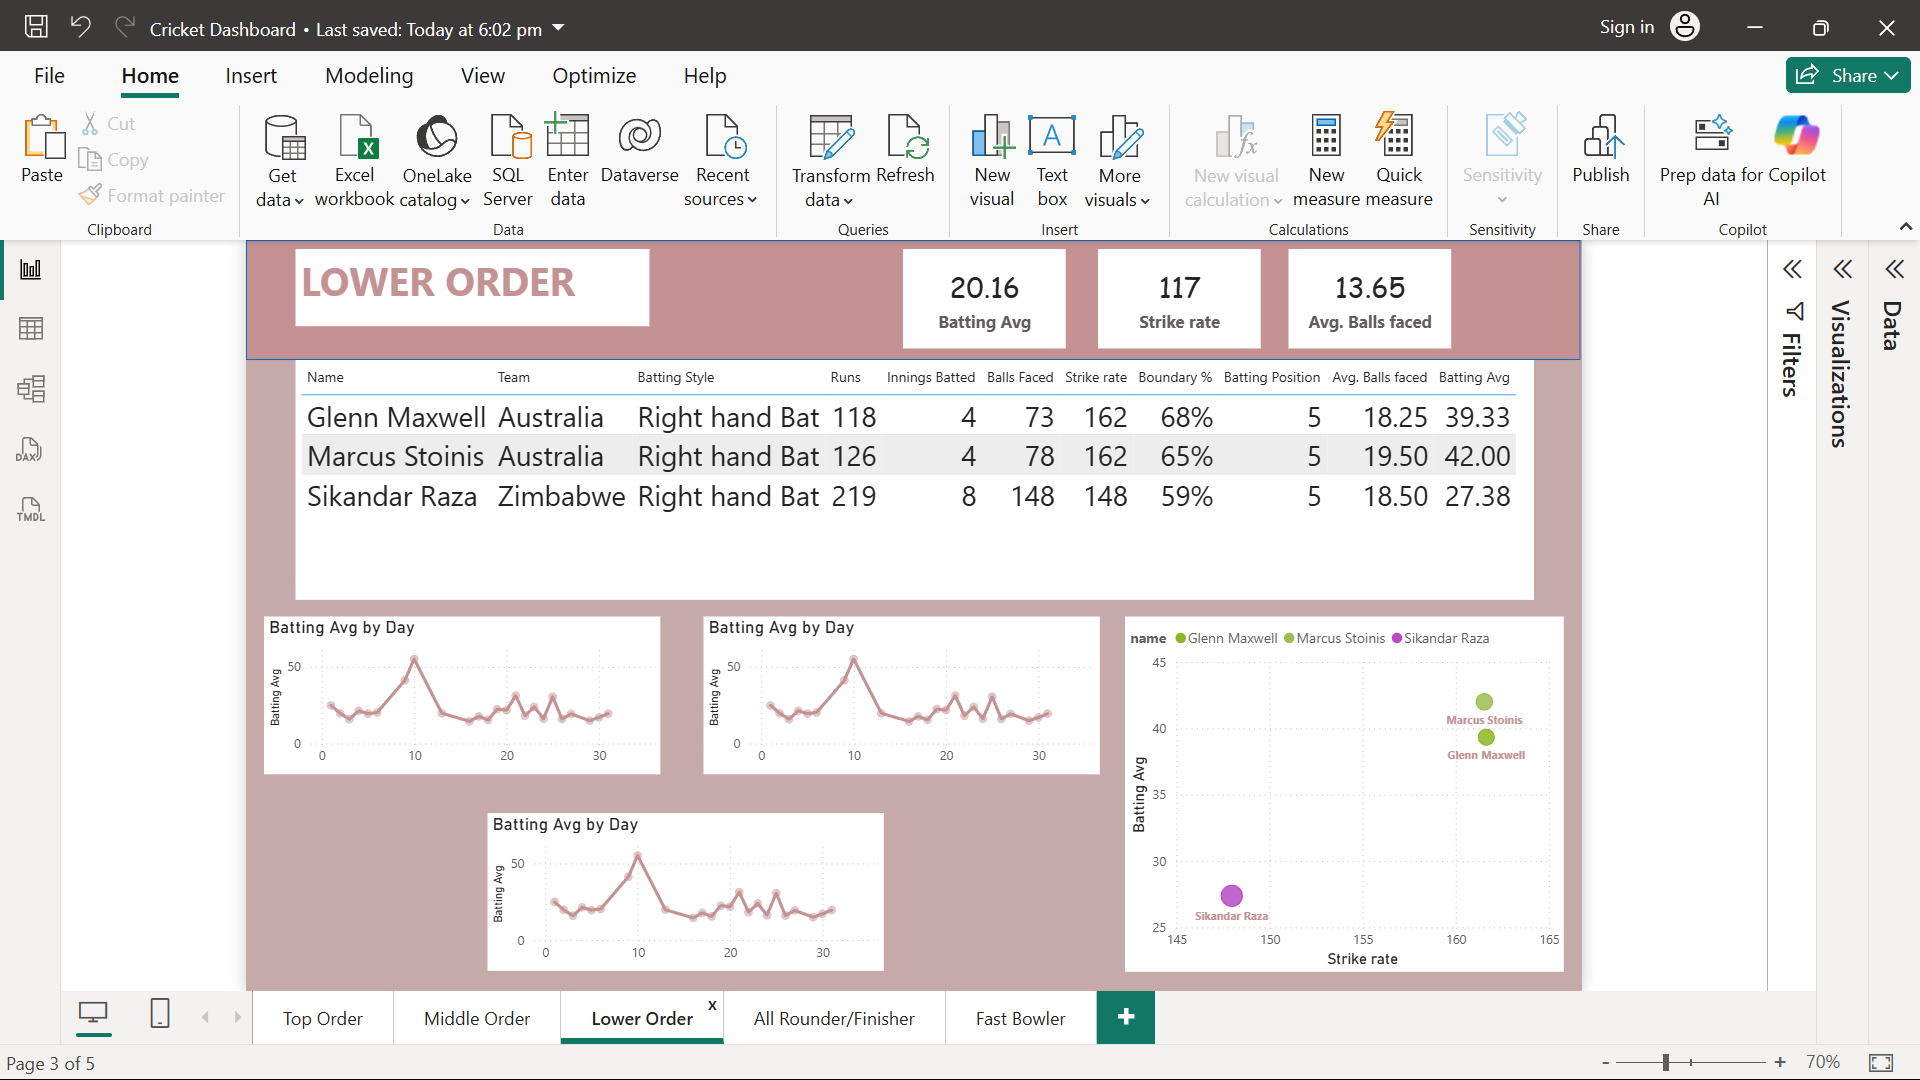 Cricket Dashboard • Last saved: Today at 6:02 pm
Sign in
File Home Insert Modeling View Optimize Help
Share
Paste
Cut
Copy
Format painter
Clipboard
Get data
Excel workbook
OneLake catalog
SQL Server
Enter data
Dataverse
Recent sources
Data
Transform data
Refresh
Queries
New visual
Text box
More visuals
Insert
New visual calculation
New measure
Quick measure
Calculations
Sensitivity
Sensitivity
Publish
Share
Prep data for AI
Copilot
Copilot
DAX
TMDL
LOWER ORDER
20.16
Batting Avg
117
Strike rate
13.65
Avg. Balls faced
Name Team Batting Style Runs Innings Batted Balls Faced Strike rate Boundary % Batting Position Avg. Balls faced Batting Avg
Glenn Maxwell Australia Right hand Bat 118 4 73 162 68% 5 18.25 39.33
Marcus Stoinis Australia Right hand Bat 126 4 78 162 65% 5 19.50 42.00
Sikandar Raza Zimbabwe Right hand Bat 219 8 148 148 59% 5 18.50 27.38
Batting Avg by Day
Batting Avg
50
0
0 10 20 30
Batting Avg by Day
Batting Avg
50
0
0 10 20 30
Batting Avg by Day
Batting Avg
50
0
0 10 20 30
name Glenn Maxwell Marcus Stoinis Sikandar Raza
Batting Avg
45
40
35
30
25
Marcus Stoinis
Glenn Maxwell
Sikandar Raza
145 150 155 160 165
Strike rate
Filters
Visualizations
Data
Top Order Middle Order Lower Order x All Rounder/Finisher Fast Bowler +
Page 3 of 5
- + 70%